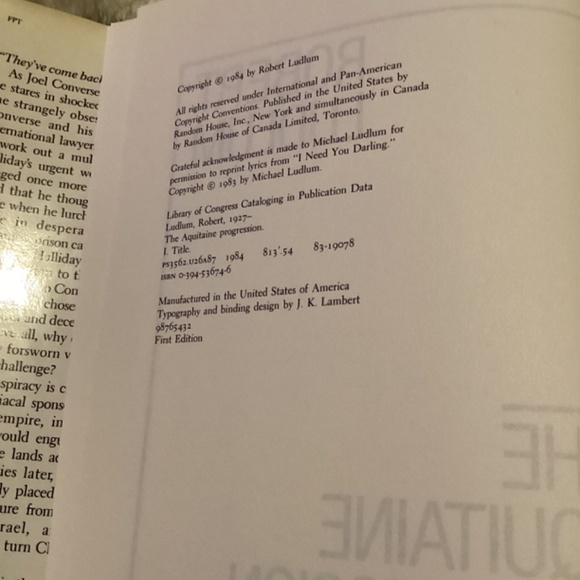 FPT
"They've come back
As Joel Converse
stares in shocked
strangely obse
onverse and his
ernational lawyer
work out a mul
liday's urgent
ged once more
that he thoug
when he lurch
in despera
ison ca
Halliday
to t
Con
chose
and dece
all, why
forsworn v
hallenge?
spiracy is c
iacal spons
empire, in
ould engu
lands
ies later,
ly placed
ure from
rael, a
turn Cl
Copyright © 1984 by Robert Ludlum
All rights reserved under International and Pan-American
Copyright Conventions. Published in the United States by
Random House, Inc., New York and simultaneously in Canada
by Random House of Canada Limited, Toronto.
Grateful acknowledgment is made to Michael Ludlum for
permission to reprint lyrics from "I Need You Darling."
Copyright © 1983 by Michael Ludlum.
Library of Congress Cataloging in Publication Data
Ludlum, Robert, 1927–
The Aquitaine progression.
I. Title.
PS3562.U26A87 1984 813'.54 83-19078
ISBN 0-394-53674-6
Manufactured in the United States of America
Typography and binding design by J. K. Lambert
98765432
First Edition